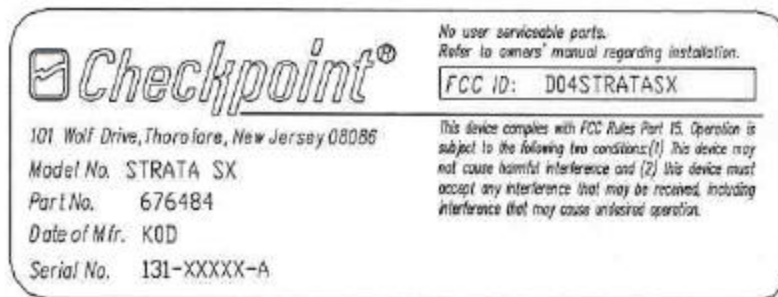 Checkpoint®
101 Wolf Drive, Thorofare, New Jersey 08086
Model No. STRATA SX
Part No. 676484
Date of Mfr. K0D
Serial No. 131-XXXXX-A
No user serviceable parts.
Refer to owners' manual regarding installation.
FCC ID: DO4STRATASX
This device complies with FCC Rules Part 15. Operation is
subject to the following two conditions:(1) This device may
not cause harmful interference and (2) this device must
accept any interference that may be received, including
interference that may cause undesired operation.